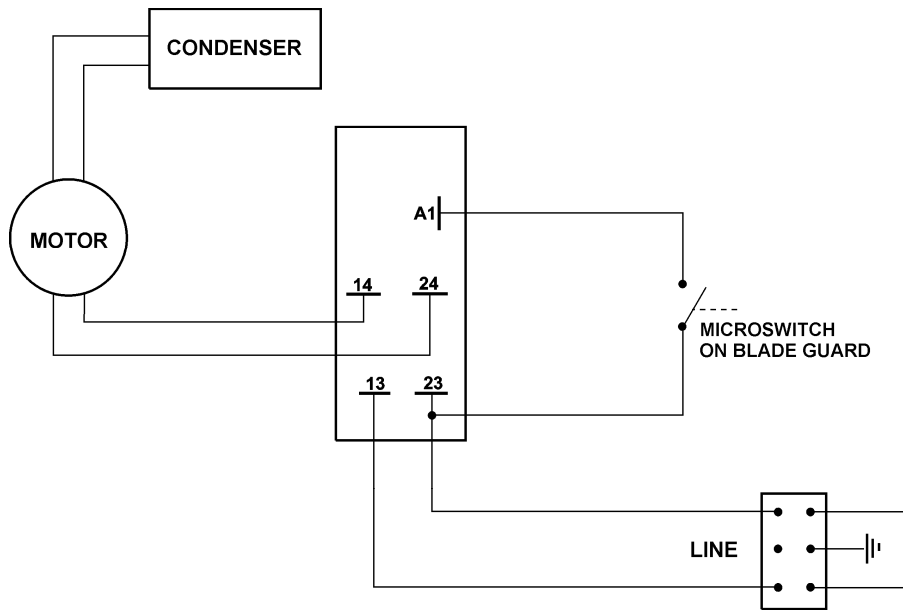 CONDENSER
A1
MOTOR
14
24
MICROSWITCH
ON BLADE GUARD
13
23
LINE